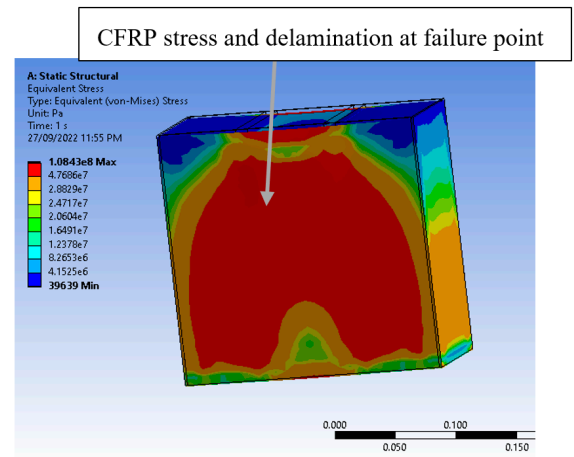 CFRP stress and delamination at failure point
A: Static Structural
Equivalent Stress
Type: Equivalent (von-Mises) Stress
Unit: Pa
Time: 1 s
27/09/2022 11:55 PM
1.0843e8 Max
4.7686e7
2.8829e7
2.4717e7
2.0604e7
1.6491e7
1.2378e7
8.2653e6
4.1525e6
39639 Min
0.000 0.100
0.050 0.150